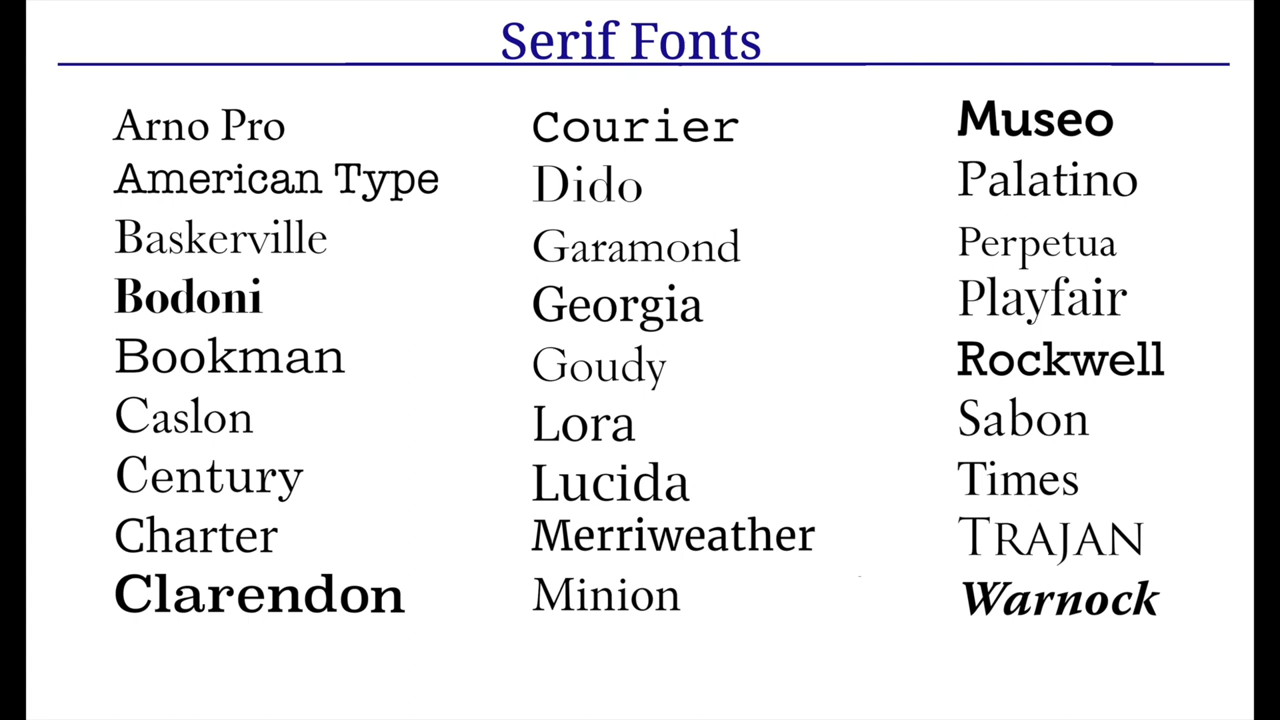 Serif Fonts
Arno Pro
American Type
Baskerville
Bodoni
Bookman
Caslon
Century
Charter
Clarendon
Courier
Dido
Garamond
Georgia
Goudy
Lora
Lucida
Merriweather
Minion
Museo
Palatino
Perpetua
Playfair
Rockwell
Sabon
Times
TRAJAN
Warnock